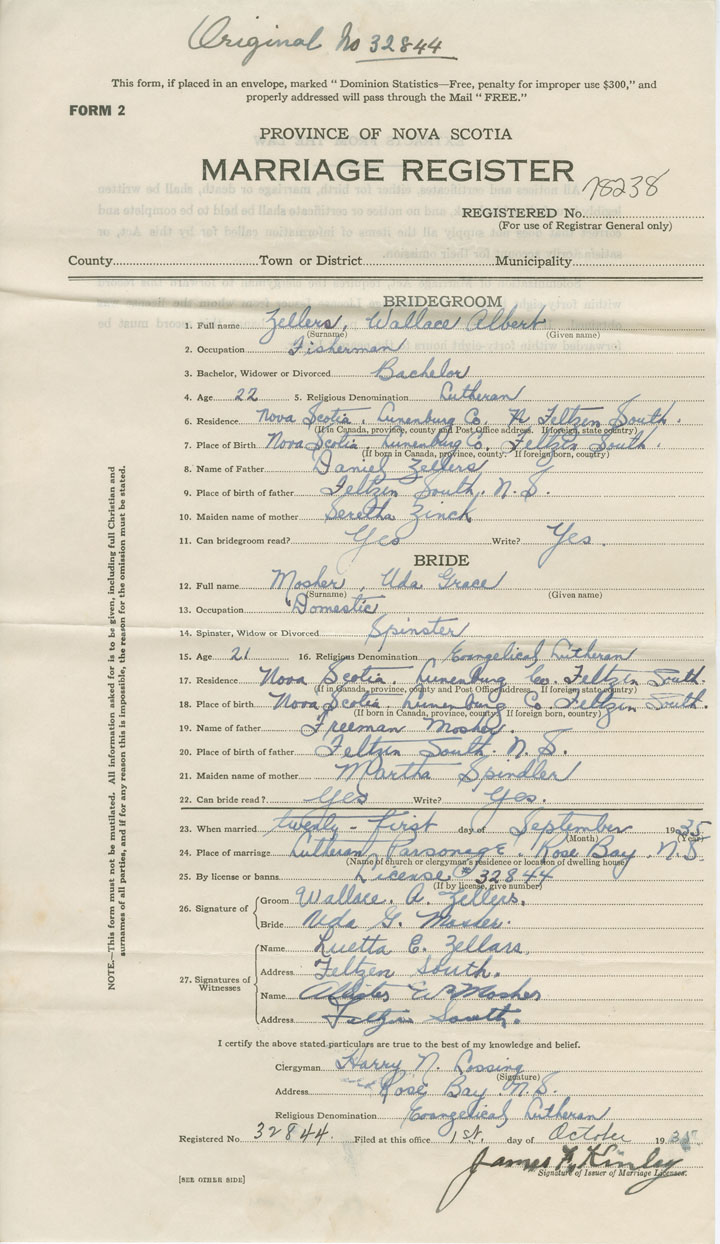 Original No 32844
This form, if placed in an envelope, marked "Dominion Statistics—Free, penalty for improper use $300," and
properly addressed will pass through the Mail "FREE."
FORM 2
PROVINCE OF NOVA SCOTIA
MARRIAGE REGISTER
78238
REGISTERED No.
(For use of Registrar General only)
County Town or District Municipality
BRIDEGROOM
1. Full name Zellers, Wallace Albert
(Surname) (Given name)
2. Occupation Fisherman
3. Bachelor, Widower or Divorced Bachelor
4. Age 22 5. Religious Denomination Lutheran
6. Residence Nova Scotia, Lunenburg Co, Feltzen South.
(If in Canada, province, county and Post Office address. If foreign, state country)
7. Place of Birth Nova Scotia, Lunenburg Co, Feltzen South.
(If born in Canada, province, county. If foreign born, country)
8. Name of Father Daniel Zellers
9. Place of birth of father Feltzen South. N. S.
10. Maiden name of mother Seretha Zinck
11. Can bridegroom read? Yes Write? Yes.
BRIDE
12. Full name Mosher, Uda Grace
(Surname) (Given name)
13. Occupation Domestic
14. Spinster, Widow or Divorced Spinster
15. Age 21 16. Religious Denomination Evangelical Lutheran
17. Residence Nova Scotia. Lunenburg Co. Feltzen South.
(If in Canada, province, county and Post Office address. If foreign state country)
18. Place of birth Nova Scotia. Lunenburg Co. Feltzen South.
(If born in Canada, province, county. If foreign born, country)
19. Name of father Freeman Mosher
20. Place of birth of father Feltzen South. N. S.
21. Maiden name of mother Martha Spindler
22. Can bride read? Yes Write? Yes.
23. When married twenty-first day of September 1935
(Month) (Year)
24. Place of marriage Lutheran Parsonage. Rose Bay. N.S
(Name of church or clergyman's residence or location of dwelling house)
25. By license or banns. License # 32844
(If by license, give number)
26. Signature of
Groom Wallace. A. Zellers.
Bride Uda G. Mosher.
27. Signatures of Witnesses
Name Luetta E. Zellars.
Address Feltzen South.
Name Mosher
Address Feltzen South.
I certify the above stated particulars are true to the best of my knowledge and belief.
Clergyman Harry N. Lossing
(Signature)
Address Rose Bay. N. S.
Religious Denomination Evangelical Lutheran
Registered No. 32844. Filed at this office 1st. day of October 1935
James F. Kinley
Signature of Issuer of Marriage Licenses.
[SEE OTHER SIDE]
NOTE.—This form must not be mutilated. All information asked for is to be given, including full Christian and
surnames of all parties, and if for any reason this is impossible, the reason for the omission must be stated.